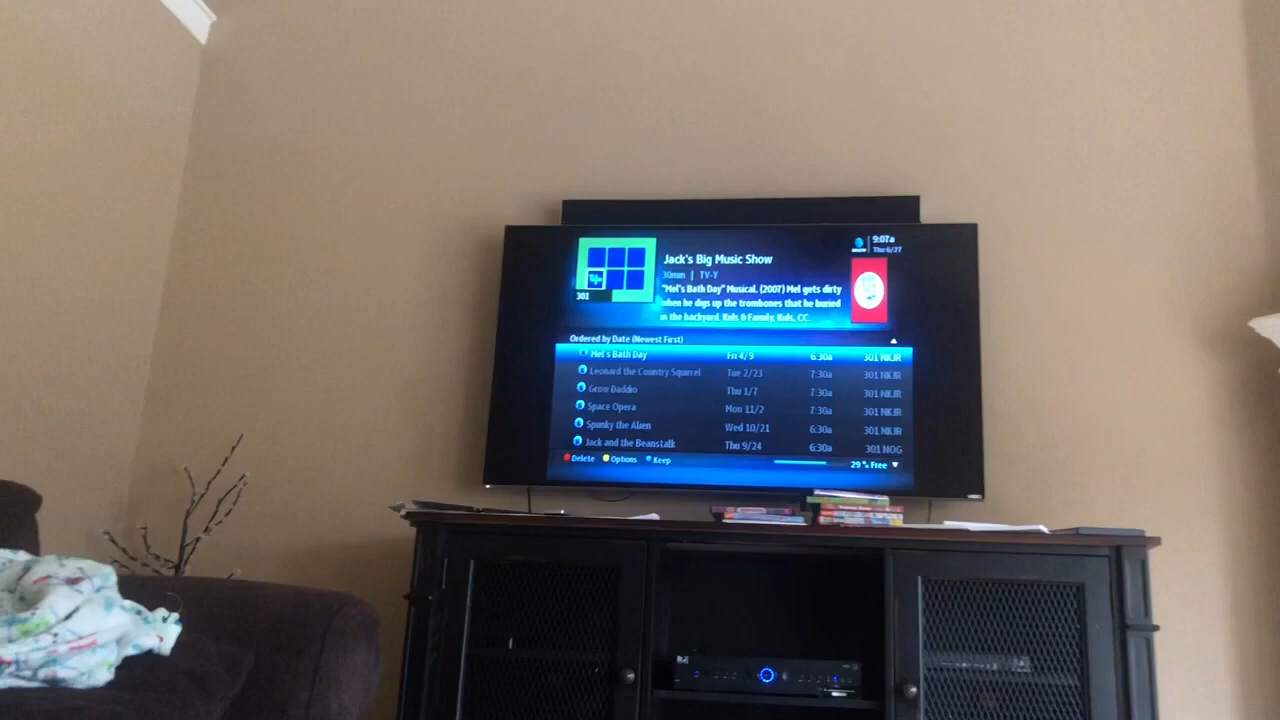 Jack's Big Music Show
9:07a
Thu 6/27
30min | TV-Y
"Mel's Bath Day" Musical. (2007) Mel gets dirty
when he digs up the trombones that he buried
in the backyard. Kids & Family, Kids, CC.
301
Ordered by Date (Newest First)
Mel's Bath Day Fri 4/9 6:30a 301 NKJR
Leonard the Country Squirrel Tue 2/23 7:30a 301 NKJR
Grow Daddio Thu 1/7 7:30a 301 NKJR
Space Opera Mon 11/2 7:30a 301 NKJR
Spunky the Alien Wed 10/21 6:30a 301 NKJR
Jack and the Beanstalk Thu 9/24 6:30a 301 NOG
Delete Options Keep 29% Free